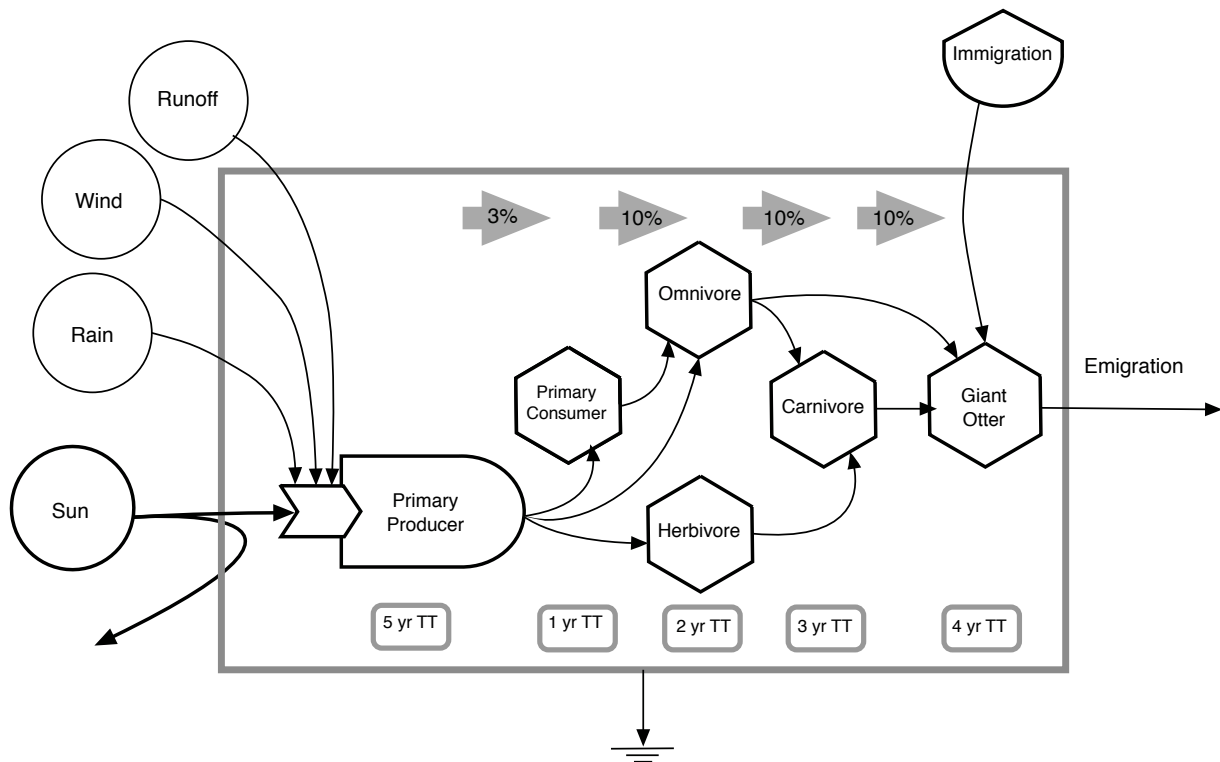 Immigration
Runoff
Wind
3%
10%
10%
10%
Omnivore
Rain
Emigration
Primary
Consumer
Carnivore
Giant
Otter
Sun
Primary
Producer
Herbivore
5 yr TT
1 yr TT
2 yr TT
3 yr TT
4 yr TT